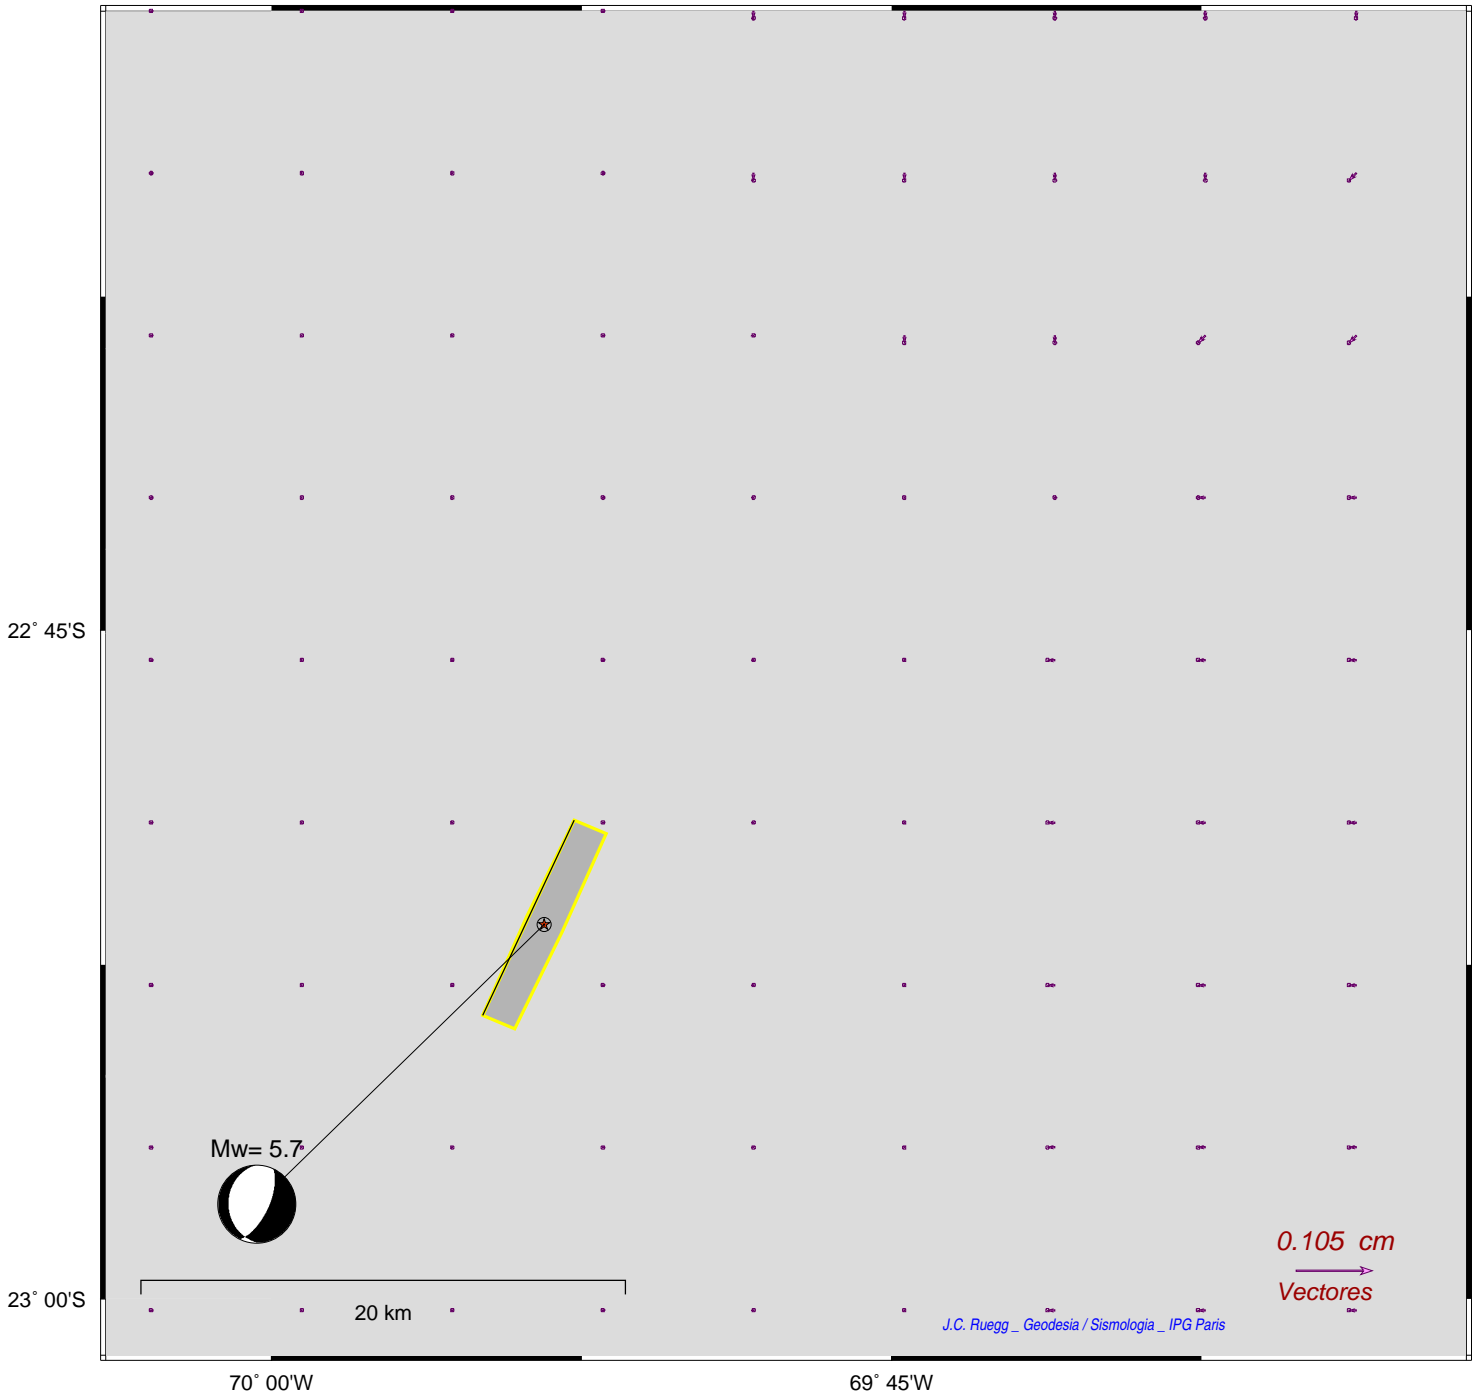 22° 45'S
Mw= 5.7
0.105 cm
Vectores
23° 00'S
20 km
J.C. Ruegg _ Geodesia / Sismologia _ IPG Paris
70° 00'W
69° 45'W